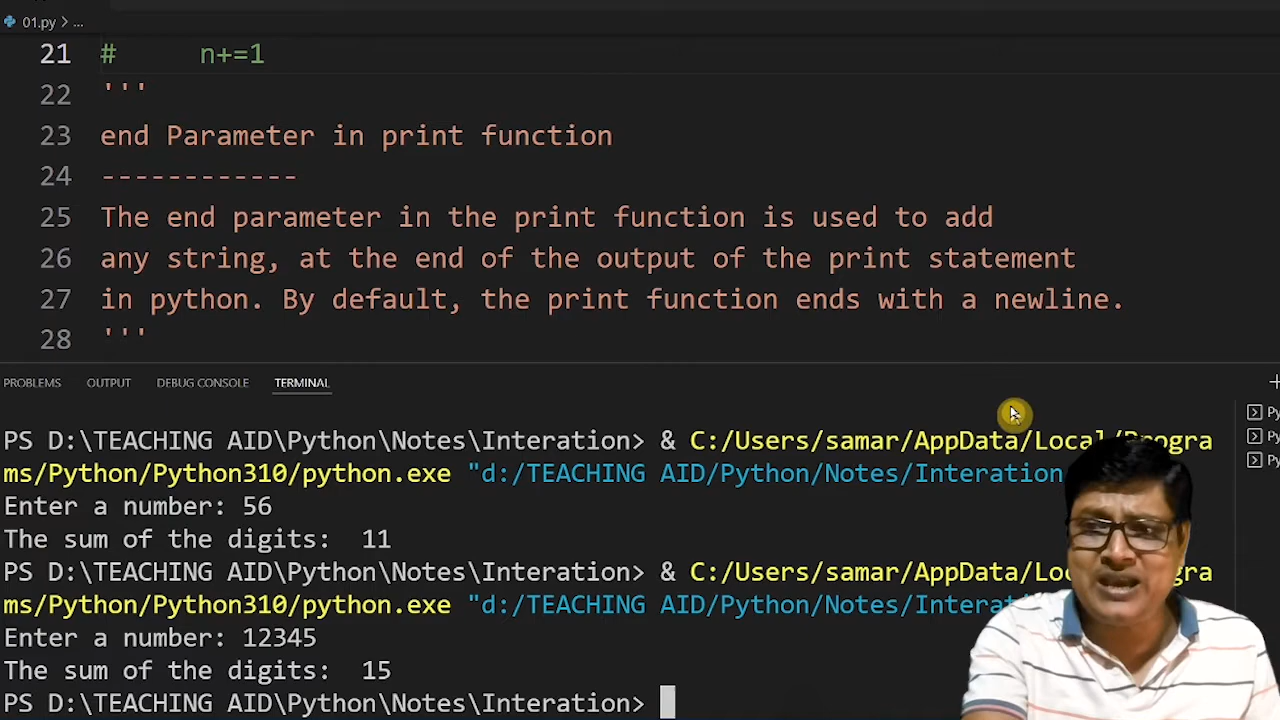 01.py > ...
21 #     n+=1
22 '''
23 end Parameter in print function
24 ------------
25 The end parameter in the print function is used to add
26 any string, at the end of the output of the print statement
27 in python. By default, the print function ends with a newline.
28 '''
PROBLEMS OUTPUT DEBUG CONSOLE TERMINAL
PS D:\TEACHING AID\Python\Notes\Interation> & C:/Users/samar/AppData/Local/Progra
ms/Python/Python310/python.exe "d:/TEACHING AID/Python/Notes/Interation
Enter a number: 56
The sum of the digits:  11
PS D:\TEACHING AID\Python\Notes\Interation> & C:/Users/samar/AppData/Lo gra
ms/Python/Python310/python.exe "d:/TEACHING AID/Python/Notes/Interat
Enter a number: 12345
The sum of the digits:  15
PS D:\TEACHING AID\Python\Notes\Interation>
Py
Py
Py